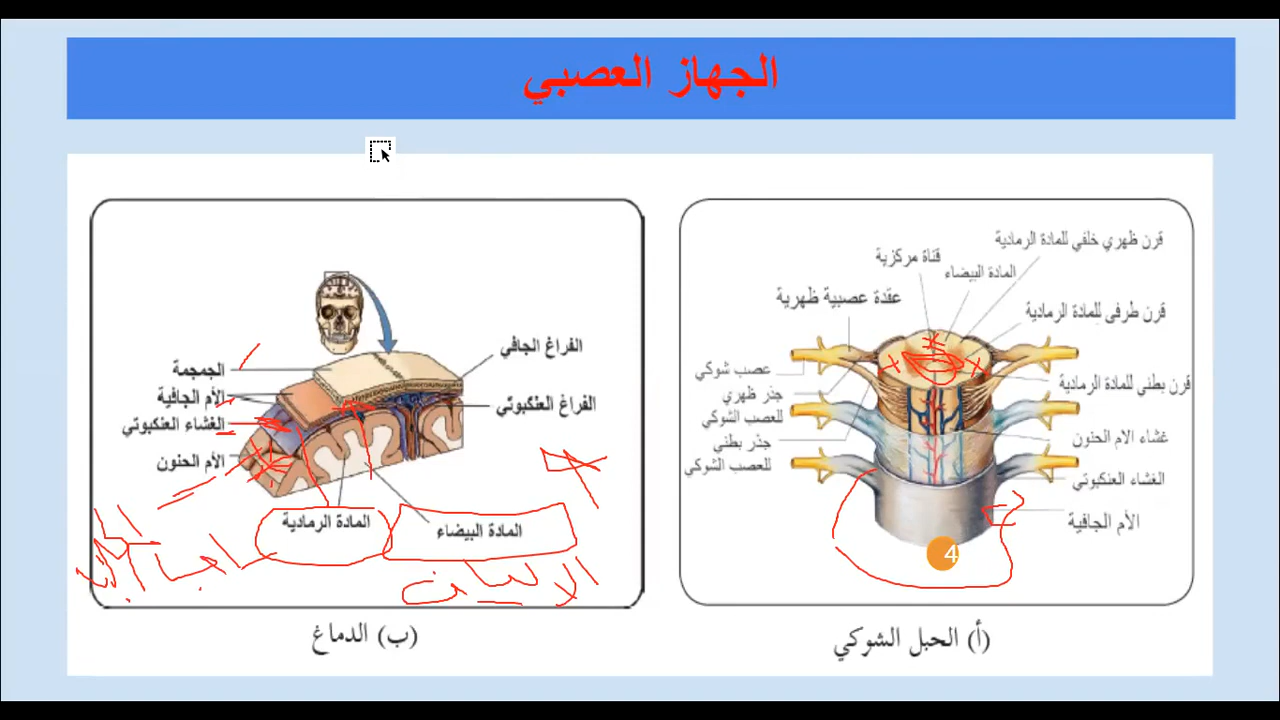 الجهاز العصبي
قرن ظهري خلفي للمادة الرمادية
قناة مركزية
المادة البيضاء
عقدة عصبية ظهرية
قرن طرفى للمادة الرمادية
عصب شوكي
قرن بطني للمادة الرمادية
جذر ظهري
للعصب الشوكي
غشاء الام الحنون
جذر بطني
للعصب الشوكي
الغشاء العنكبوتي
الأم الجافية
4
(أ) الحبل الشوكي
الفراغ الجافي
الجمجمة
الأم الجافية
الفراغ العنكبوتي
الغشاء العنكبوتي
الأم الحنون
المادة الرمادية
المادة البيضاء
الالياف
(ب) الدماغ